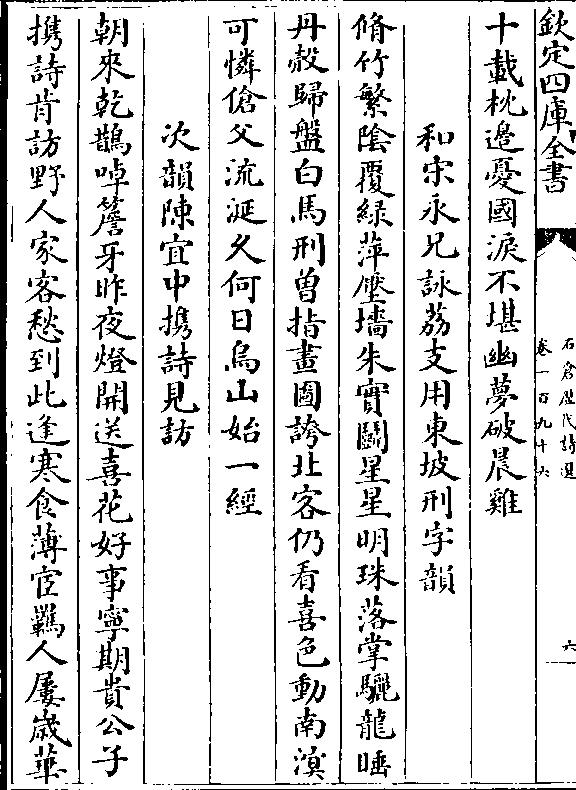 欽定四庫全書
石倉歷代詩選
卷一百九十六
六
十載枕邊憂國淚不堪幽夢破晨雞
和宋永兄詠荔支用東坡刑字韻
脩竹繁陰覆綠萍壓墻朱實鬭星星明珠落掌驪龍睡
丹殼歸盤白馬刑曾指畫圖誇北客仍看喜色動南溟
可憐傖父流涎久何日烏山始一經
次韻陳宜中携詩見訪
朝來乾鵲啅簷牙昨夜燈開送喜花好事寧期貴公子
携詩肯訪野人家客愁到此逢寒食薄宦羈人屢歲華